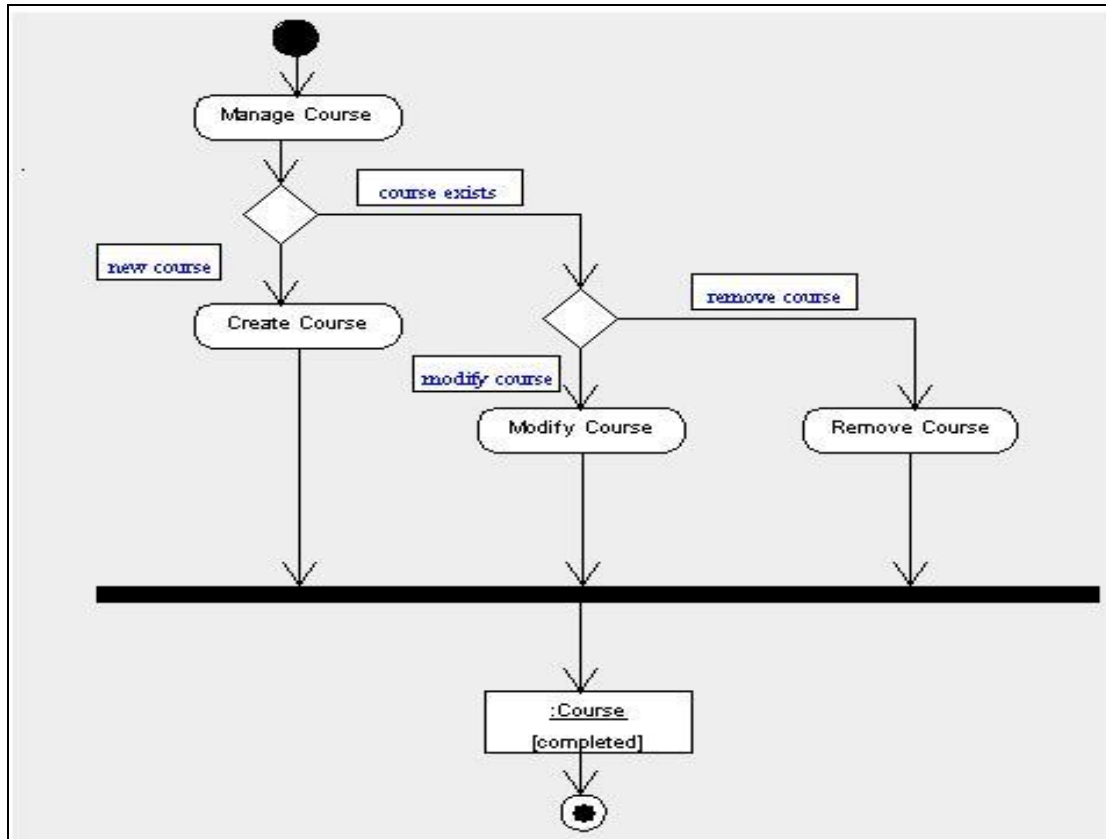 Manage Course
course exists
new course
remove course
Create Course
modify course
Modify Course
Remove Course
:Course
[completed]